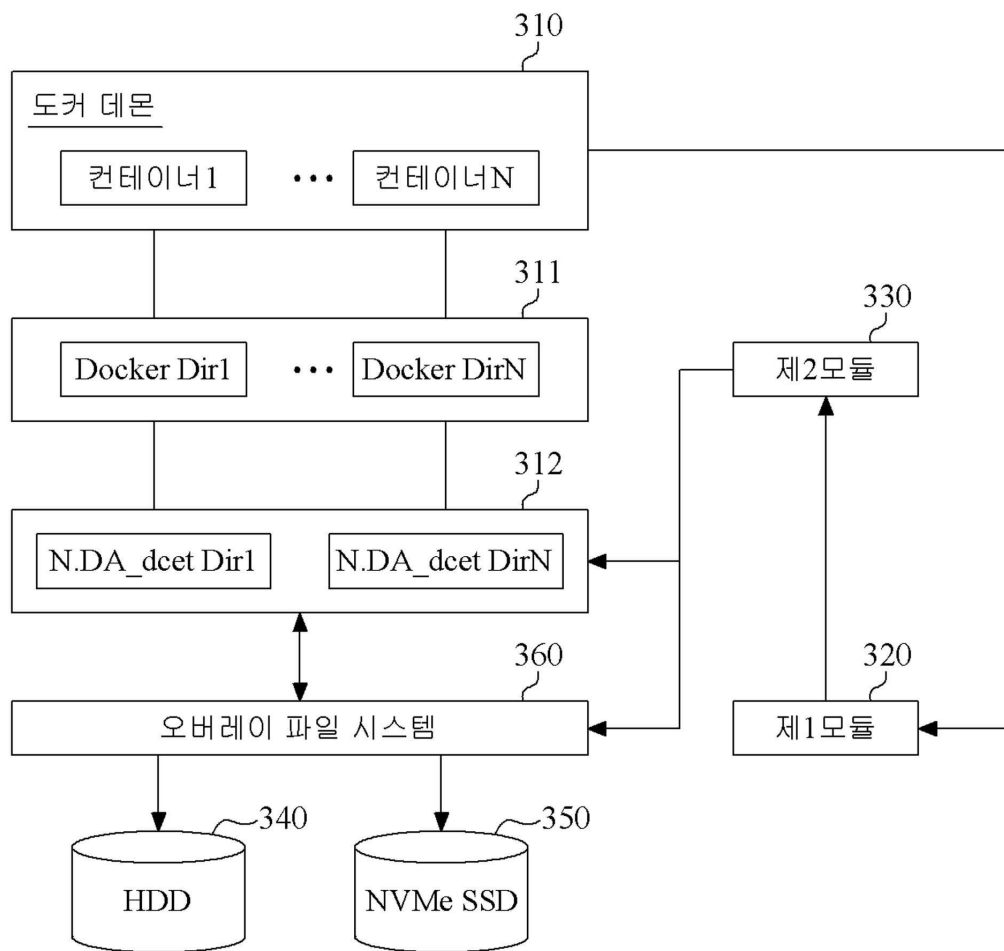 310
도커 데몬
컨테이너1 ••• 컨테이너N
311
Docker Dir1 ••• Docker DirN
330
제2모듈
312
N.DA_dcet Dir1 N.DA_dcet DirN
360
오버레이 파일 시스템
320
제1모듈
340
HDD
350
NVMe SSD